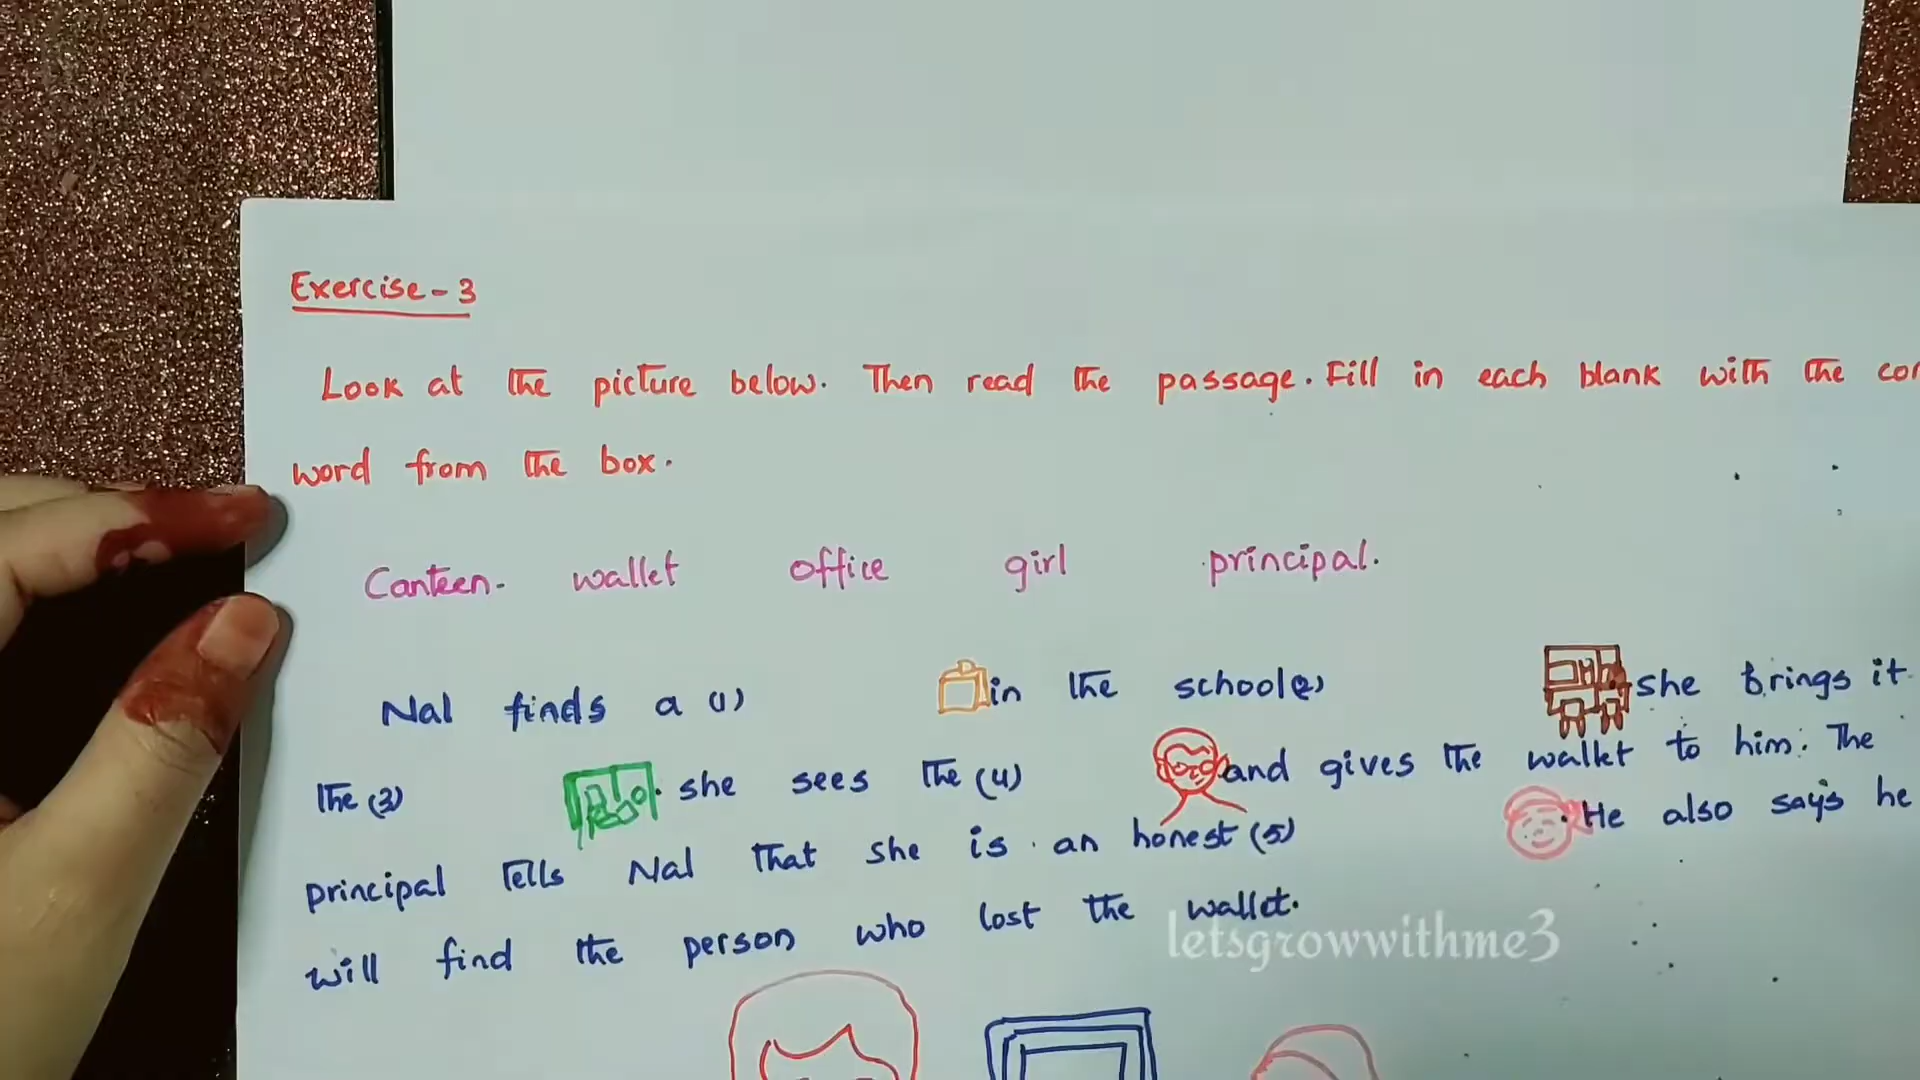 Exercise-3
Look at the picture below. Then read the passage. Fill in each blank with the
word from the box.
Canteen. wallet office girl principal.
Nal finds a (1) in the school(2) she brings it
the (3) . she sees the (4) and gives the wallet to him. The
principal tells Nal that she is an honest (5) . He also says he
will find the person who lost the wallet.
letsgrowwithme3